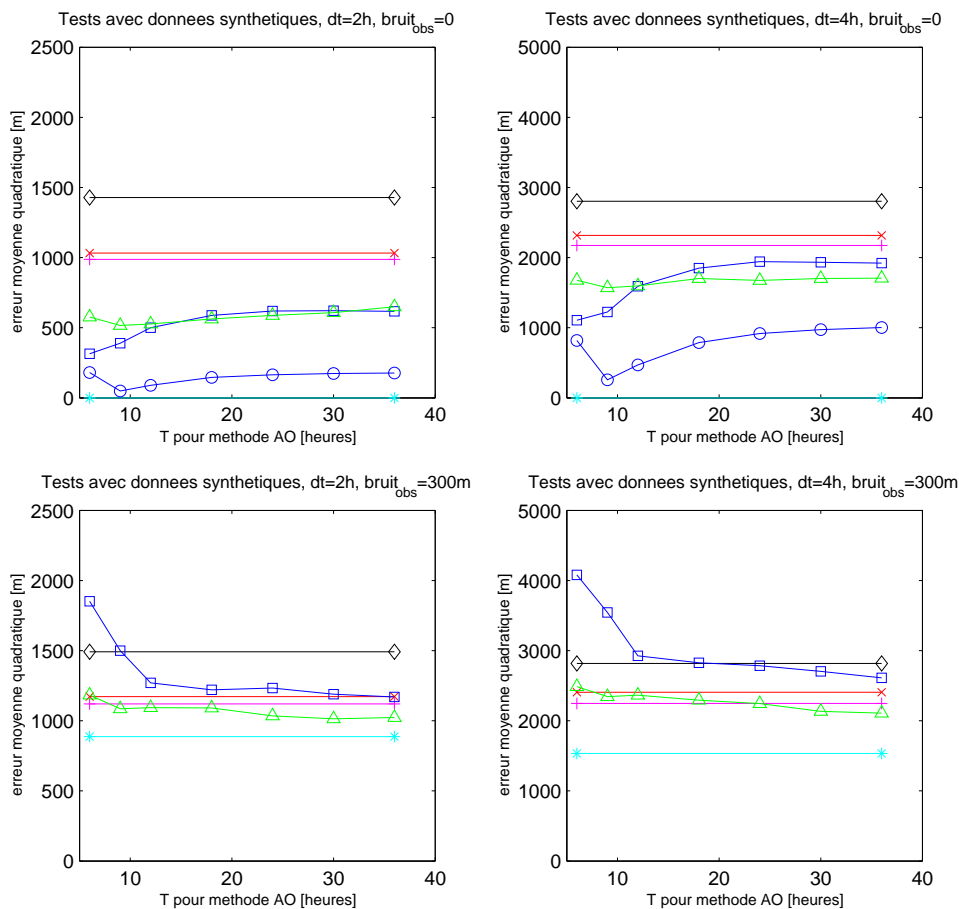 Tests avec donnees synthetiques, dt=2h, bruit_obs=0
2500
2000
1500
1000
500
0
erreur moyenne quadratique [m]
10 20 30 40
T pour methode AO [heures]
Tests avec donnees synthetiques, dt=4h, bruit_obs=0
5000
4000
3000
2000
1000
0
erreur moyenne quadratique [m]
10 20 30 40
T pour methode AO [heures]
Tests avec donnees synthetiques, dt=2h, bruit_obs=300m
2500
2000
1500
1000
500
0
erreur moyenne quadratique [m]
10 20 30 40
T pour methode AO [heures]
Tests avec donnees synthetiques, dt=4h, bruit_obs=300m
5000
4000
3000
2000
1000
0
erreur moyenne quadratique [m]
10 20 30 40
T pour methode AO [heures]